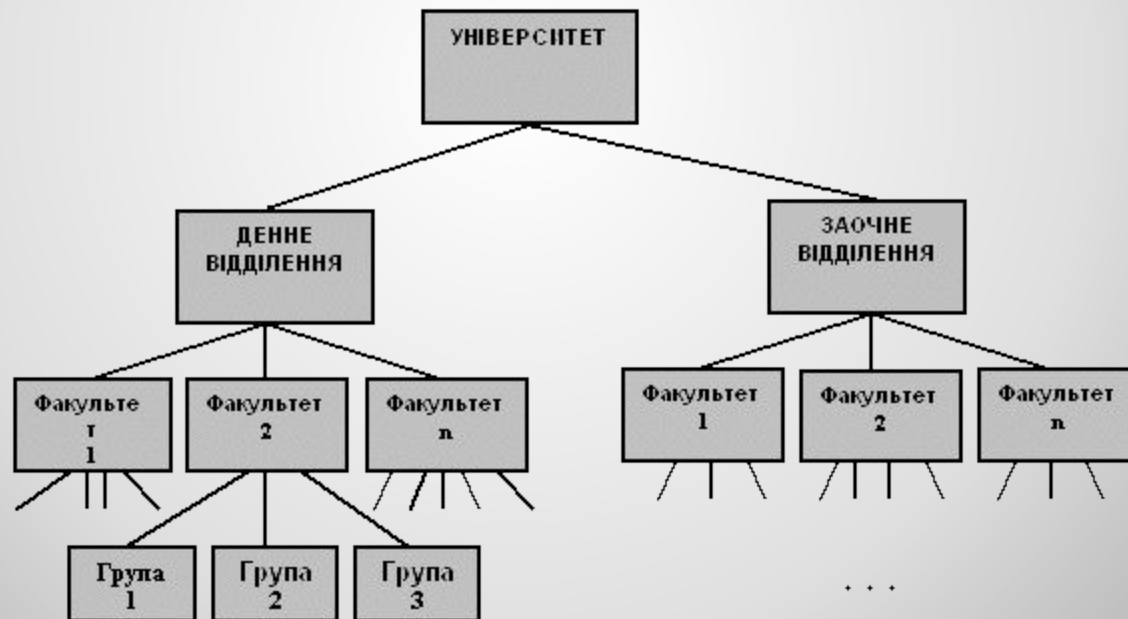 УНІВЕРСИТЕТ
ДЕННЕ
ВІДДІЛЕННЯ
ЗАОЧНЕ
ВІДДІЛЕННЯ
Факульте
т
1
Факультет
2
Факультет
n
Факультет
1
Факультет
2
Факультет
n
Група
1
Група
2
Група
3
. . .